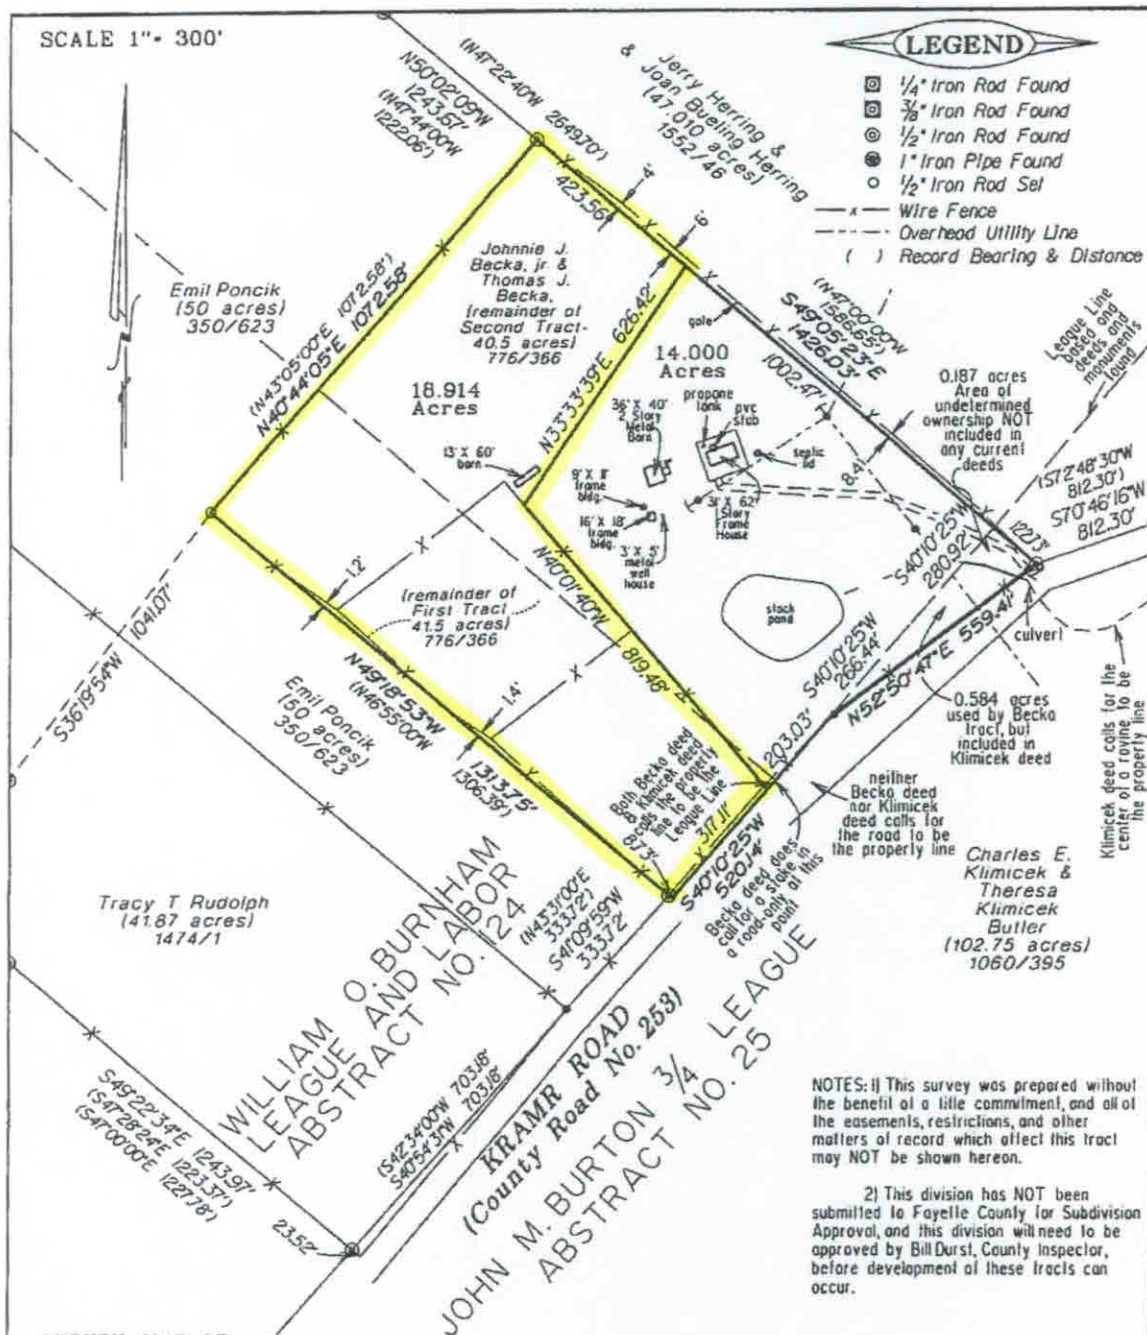 SCALE 1"= 300'
LEGEND
1/4" Iron Rod Found
3/8" Iron Rod Found
1/2" Iron Rod Found
1" Iron Pipe Found
1/2" Iron Rod Set
Wire Fence
Overhead Utility Line
( ) Record Bearing & Distance
(N47°22'40"W 2649.70')
N50°02'09"W
1243.67'
(N47°44'00"W
1222.06')
Jerry Herring &
& Joan Bueling Herring
(47.010 acres)
1552/46
423.56'
4'
.6'
Emil Poncik
(50 acres)
350/623
(N43°05'00"E 1072.58')
N40°44'05"E 1072.58'
Johnnie J.
Becka, jr. &
Thomas J.
Becka,
(remainder of
Second Tract-
40.5 acres)
776/366
18.914
Acres
N33°33'39"E 626.42'
gate
14.000
Acres
(N47°00'00"W
1586.65')
S49°05'23"E
1426.03'
1002.47'
League Line
based on
deeds and
monuments
found
0.187 acres
Area of
undetermined
ownership NOT
included in
any current
deeds
8.4'
(S72°48'30"W
812.30')
S70°46'16"W
812.30'
122.3'
36' X 40'
2 Story
Metal
Barn
propane
tank
pvc
stub
septic
lid
13' X 60'
barn
9' X 11'
frame
bldg.
16' X 18'
frame
bldg.
3' X 5'
metal
well
house
31' X 62'
1 Story
Frame
House
S40°10'25"W
280.92'
stock
pond
N40°01'40"W
819.48'
1.2'
(remainder of
First Tract
41.5 acres)
776/366
1.4'
S36°19'54"W 1041.07'
N49°18'53"W 1313.75'
(N46°55'00"W 1306.39')
Emil Poncik
(50 acres)
350/623
S40°10'25"W
266.44'
N52°50'47"E 559.41'
culvert
0.584 acres
used by Becka
tract, but
included in
Klimicek deed
Klimicek deed calls for the
center of a ravine to be
the property line
203.03'
neither
Becka deed
nor Klimicek
deed calls for
the road to be
the property line
Both Becka deed
& Klimicek deed
calls the property
line to be the
League Line
87.3'
317.11'
S40°10'25"W
520.14'
Becka deed does
call for a stake in
a road-only at this
point
Charles E.
Klimicek &
Theresa
Klimicek
Butler
(102.75 acres)
1060/395
Tracy T Rudolph
(41.87 acres)
1474/1
WILLIAM O. BURNHAM
LEAGUE AND LABOR
ABSTRACT NO. 24
(N43°31'00"E
333.72')
S41°09'59"W
333.72'
S49°22'34"E 1243.97'
(S47°28'24"E 1223.37')
(S47°00'00"E 1227.78')
23.52'
(S42°34'00"W 703.18'
S40°54'37"W 703.18'
KRAMR ROAD
(County Road No. 253)
JOHN M. BURTON 3/4 LEAGUE
ABSTRACT NO. 25
NOTES: 1) This survey was prepared without
the benefit of a title commitment, and all of
the easements, restrictions, and other
matters of record which affect this tract
may NOT be shown hereon.
2) This division has NOT been
submitted to Fayette County for Subdivision
Approval, and this division will need to be
approved by Bill Durst, County Inspector,
before development of these tracts can
occur.